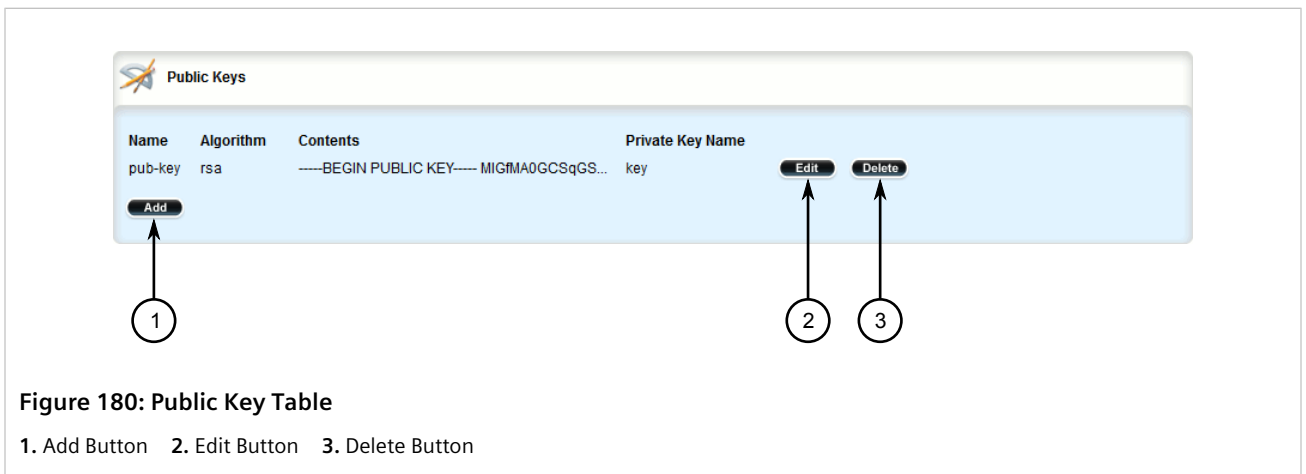 Public Keys
Name Algorithm Contents Private Key Name
pub-key rsa -----BEGIN PUBLIC KEY----- MIGfMA0GCSqGS... key Edit Delete
Add
1 2 3
Figure 180: Public Key Table
1. Add Button 2. Edit Button 3. Delete Button